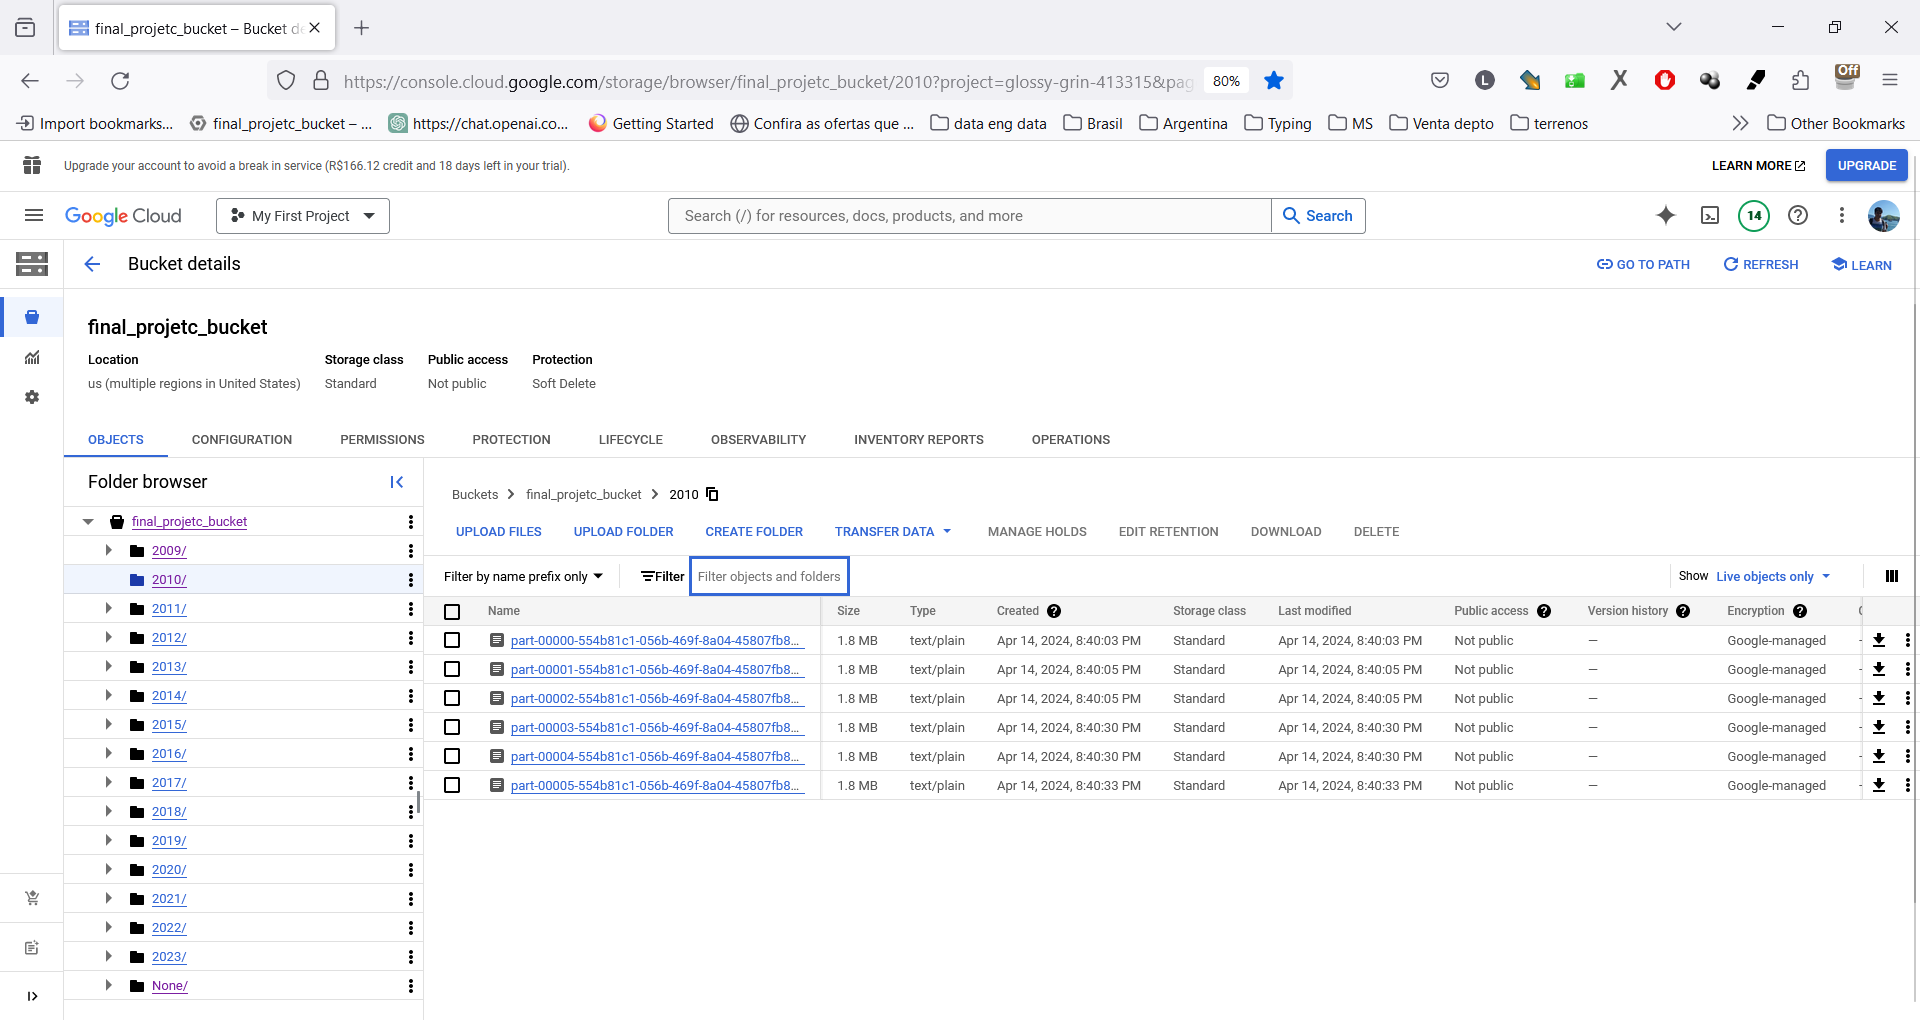 final_projetc_bucket – Bucket de
https://console.cloud.google.com/storage/browser/final_projetc_bucket/2010?project=glossy-grin-413315&pag
80%
L
Off
Import bookmarks...
final_projetc_bucket – ...
https://chat.openai.co...
Getting Started
Confira as ofertas que ...
data eng data
Brasil
Argentina
Typing
MS
Venta depto
terrenos
Other Bookmarks
Upgrade your account to avoid a break in service (R$166.12 credit and 18 days left in your trial).
LEARN MORE
UPGRADE
Google Cloud
My First Project
Search (/) for resources, docs, products, and more
Search
14
Bucket details
GO TO PATH
REFRESH
LEARN
final_projetc_bucket
Location Storage class Public access Protection
us (multiple regions in United States) Standard Not public Soft Delete
OBJECTS CONFIGURATION PERMISSIONS PROTECTION LIFECYCLE OBSERVABILITY INVENTORY REPORTS OPERATIONS
Folder browser
final_projetc_bucket
2009/
2010/
2011/
2012/
2013/
2014/
2015/
2016/
2017/
2018/
2019/
2020/
2021/
2022/
2023/
None/
Buckets > final_projetc_bucket > 2010
UPLOAD FILES UPLOAD FOLDER CREATE FOLDER TRANSFER DATA MANAGE HOLDS EDIT RETENTION DOWNLOAD DELETE
Filter by name prefix only Filter Filter objects and folders Show Live objects only
Name Size Type Created Storage class Last modified Public access Version history Encryption
part-00000-554b81c1-056b-469f-8a04-45807fb8... 1.8 MB text/plain Apr 14, 2024, 8:40:03 PM Standard Apr 14, 2024, 8:40:03 PM Not public — Google-managed
part-00001-554b81c1-056b-469f-8a04-45807fb8... 1.8 MB text/plain Apr 14, 2024, 8:40:05 PM Standard Apr 14, 2024, 8:40:05 PM Not public — Google-managed
part-00002-554b81c1-056b-469f-8a04-45807fb8... 1.8 MB text/plain Apr 14, 2024, 8:40:05 PM Standard Apr 14, 2024, 8:40:05 PM Not public — Google-managed
part-00003-554b81c1-056b-469f-8a04-45807fb8... 1.8 MB text/plain Apr 14, 2024, 8:40:30 PM Standard Apr 14, 2024, 8:40:30 PM Not public — Google-managed
part-00004-554b81c1-056b-469f-8a04-45807fb8... 1.8 MB text/plain Apr 14, 2024, 8:40:30 PM Standard Apr 14, 2024, 8:40:30 PM Not public — Google-managed
part-00005-554b81c1-056b-469f-8a04-45807fb8... 1.8 MB text/plain Apr 14, 2024, 8:40:33 PM Standard Apr 14, 2024, 8:40:33 PM Not public — Google-managed